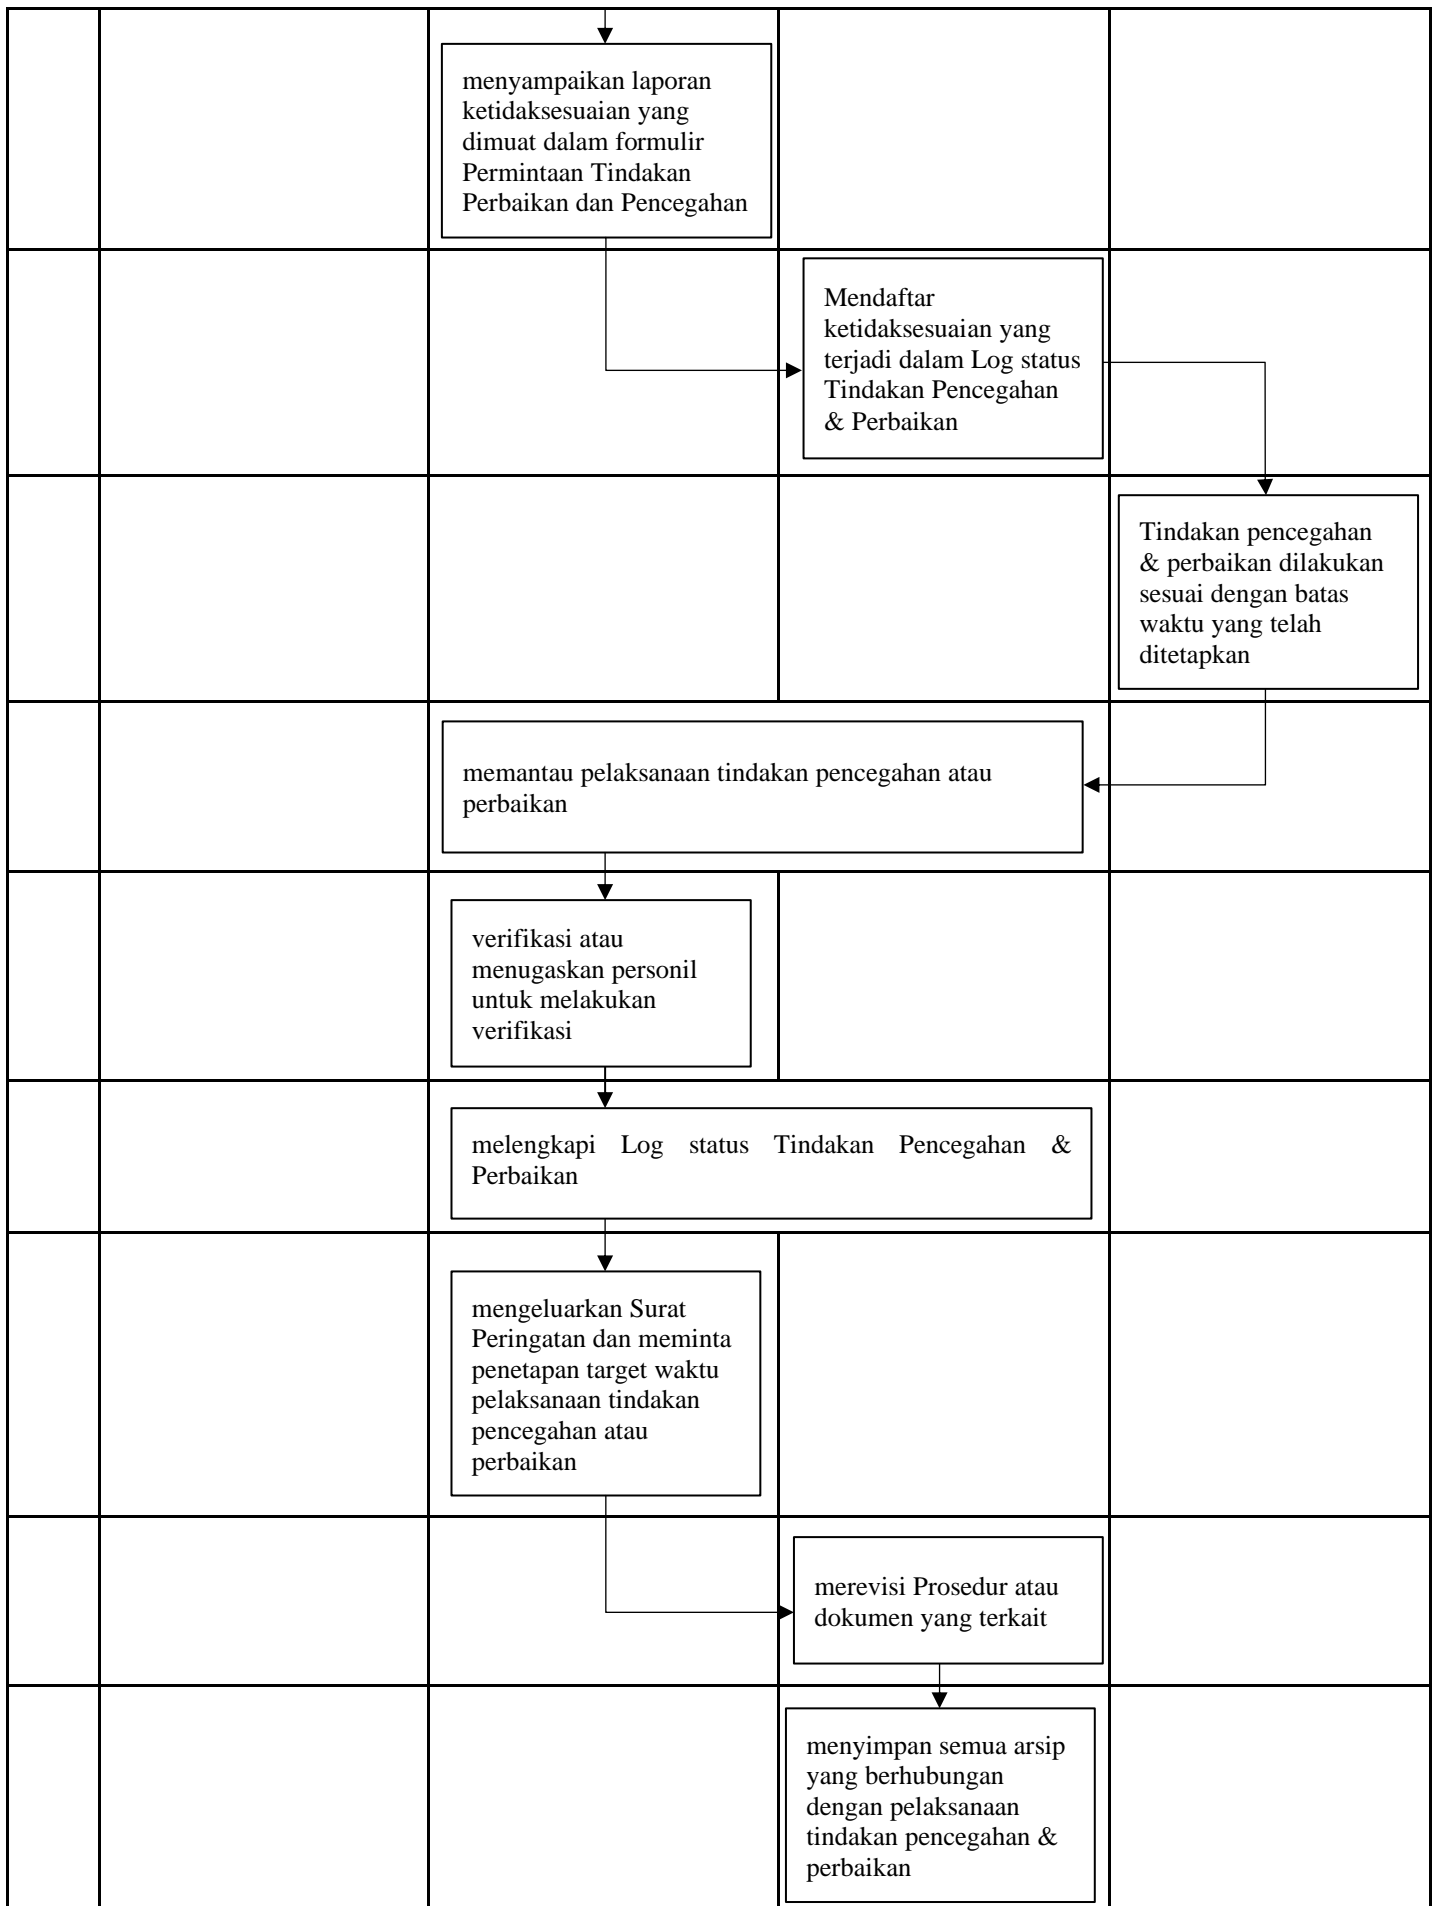 menyampaikan laporan
ketidaksesuaian yang
dimuat dalam formulir
Permintaan Tindakan
Perbaikan dan Pencegahan
Mendaftar
ketidaksesuaian yang
terjadi dalam Log status
Tindakan Pencegahan
& Perbaikan
Tindakan pencegahan
& perbaikan dilakukan
sesuai dengan batas
waktu yang telah
ditetapkan
memantau pelaksanaan tindakan pencegahan atau
perbaikan
verifikasi atau
menugaskan personil
untuk melakukan
verifikasi
melengkapi Log status Tindakan Pencegahan &
Perbaikan
mengeluarkan Surat
Peringatan dan meminta
penetapan target waktu
pelaksanaan tindakan
pencegahan atau
perbaikan
merevisi Prosedur atau
dokumen yang terkait
menyimpan semua arsip
yang berhubungan
dengan pelaksanaan
tindakan pencegahan &
perbaikan